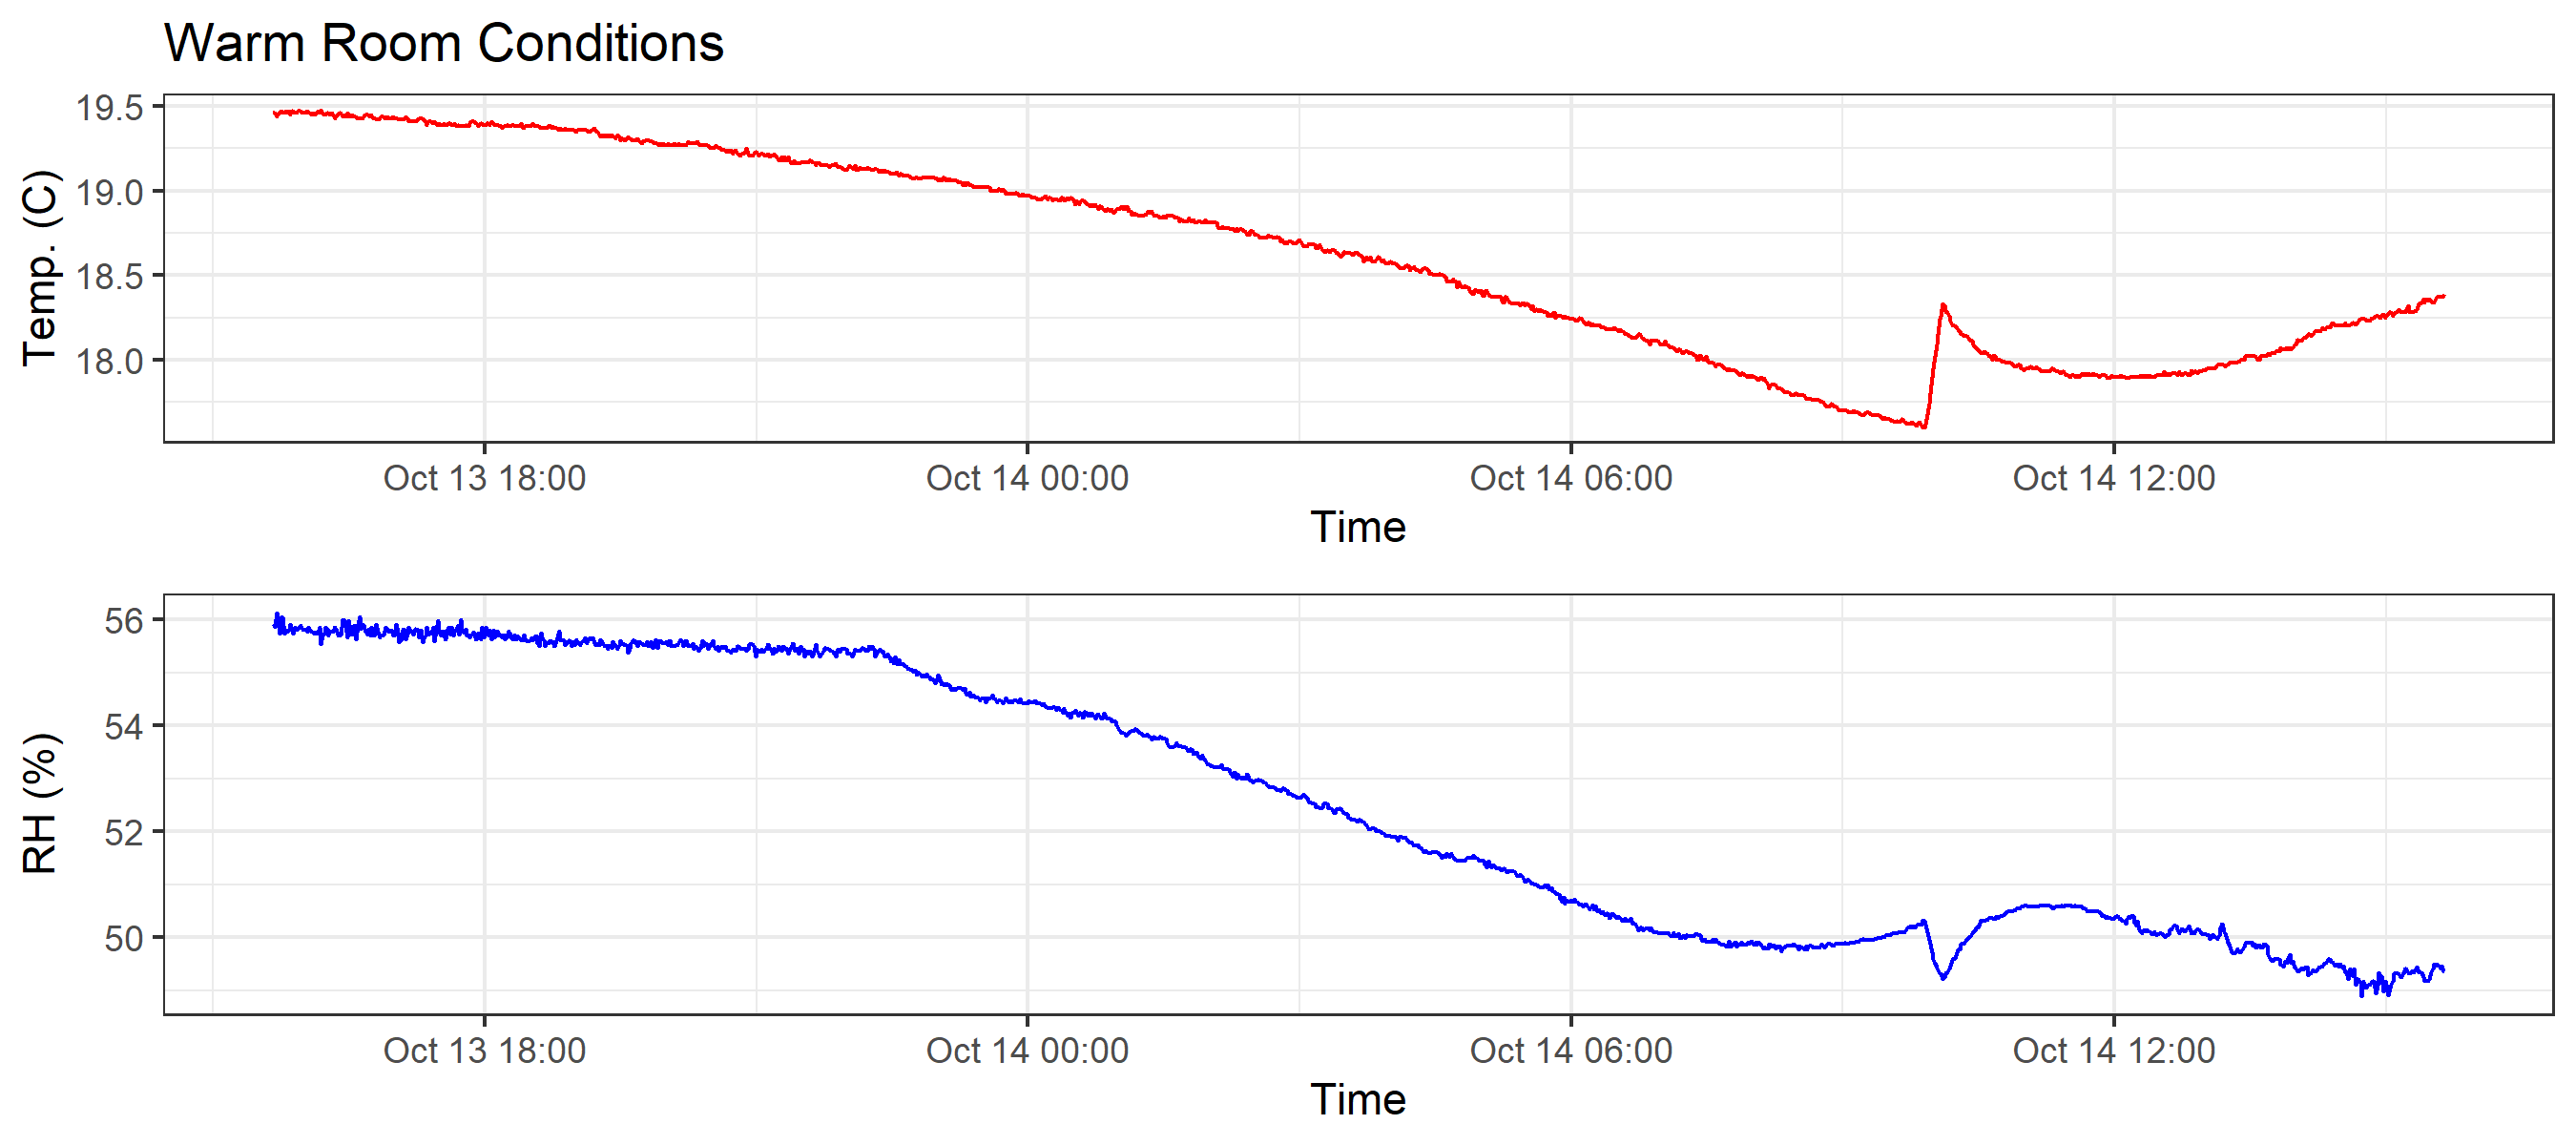 Warm Room Conditions
Temp. (C)
19.5
19.0
18.5
18.0
Oct 13 18:00 Oct 14 00:00 Oct 14 06:00 Oct 14 12:00
Time
RH (%)
56
54
52
50
Oct 13 18:00 Oct 14 00:00 Oct 14 06:00 Oct 14 12:00
Time